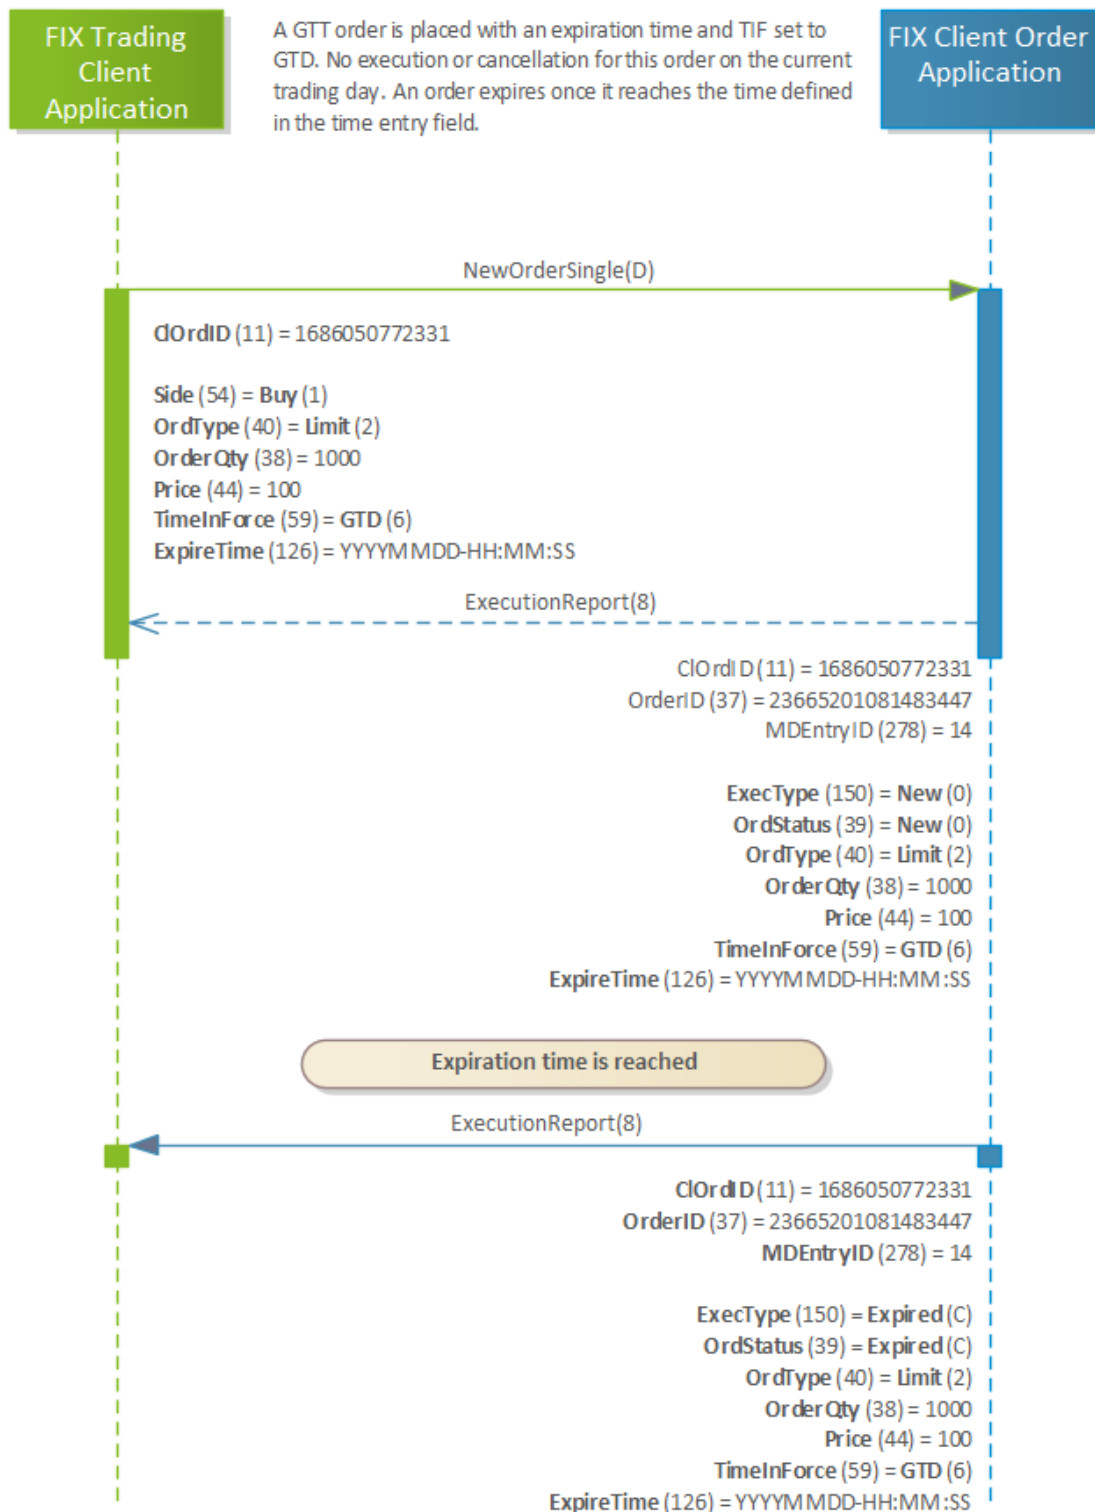 FIX Trading
Client
Application
A GTT order is placed with an expiration time and TIF set to
GTD. No execution or cancellation for this order on the current
trading day. An order expires once it reaches the time defined
in the time entry field.
FIX Client Order
Application
NewOrderSingle(D)
ClOrdID (11) = 1686050772331
Side (54) = Buy (1)
OrdType (40) = Limit (2)
OrderQty (38) = 1000
Price (44) = 100
TimeInForce (59) = GTD (6)
ExpireTime (126) = YYYYMMDD-HH:MM:SS
ExecutionReport(8)
ClOrdID (11) = 1686050772331
OrderID (37) = 23665201081483447
MDEntryID (278) = 14
ExecType (150) = New (0)
OrdStatus (39) = New (0)
OrdType (40) = Limit (2)
OrderQty (38) = 1000
Price (44) = 100
TimeInForce (59) = GTD (6)
ExpireTime (126) = YYYYMMDD-HH:MM:SS
Expiration time is reached
ExecutionReport(8)
ClOrdID (11) = 1686050772331
OrderID (37) = 23665201081483447
MDEntryID (278) = 14
ExecType (150) = Expired (C)
OrdStatus (39) = Expired (C)
OrdType (40) = Limit (2)
OrderQty (38) = 1000
Price (44) = 100
TimeInForce (59) = GTD (6)
ExpireTime (126) = YYYYMMDD-HH:MM:SS